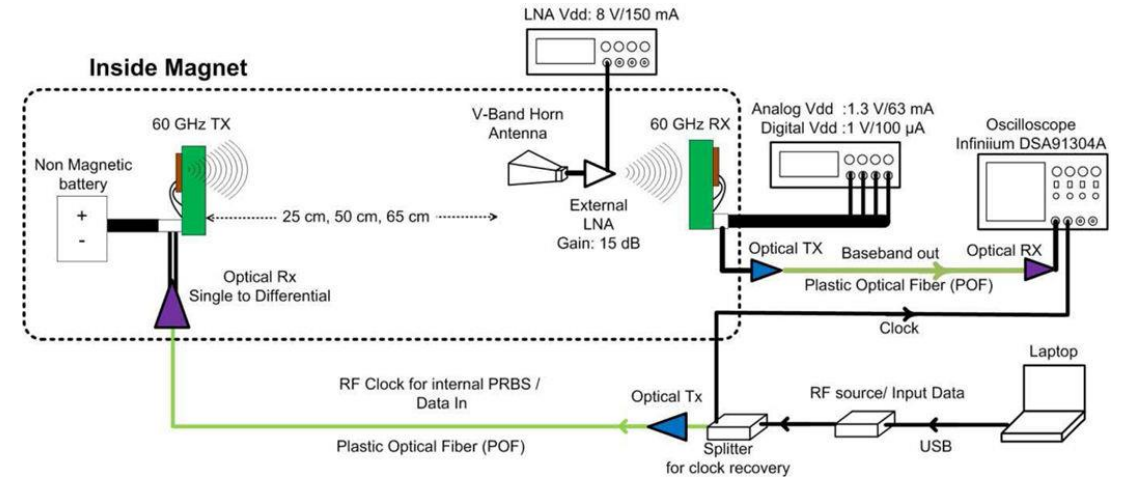 LNA Vdd: 8 V/150 mA
Inside Magnet
60 GHz TX
V-Band Horn
Antenna
60 GHz RX
Analog Vdd :1.3 V/63 mA
Digital Vdd :1 V/100 µA
Oscilloscope
Infiniium DSA91304A
Non Magnetic
battery
+
-
25 cm, 50 cm, 65 cm
External
LNA
Gain: 15 dB
Optical TX
Baseband out
Optical RX
Plastic Optical Fiber (POF)
Optical Rx
Single to Differential
Clock
Laptop
RF Clock for internal PRBS /
Data In
Optical Tx
RF source/ Input Data
Plastic Optical Fiber (POF)
Splitter
for clock recovery
USB